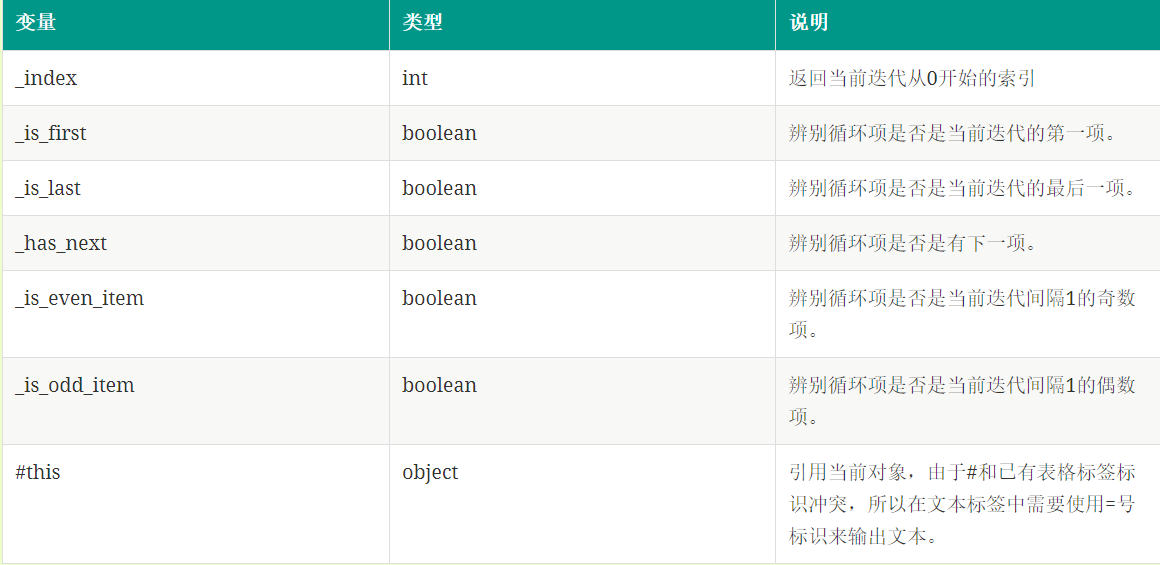 变量 类型 说明
_index int 返回当前迭代从0开始的索引
_is_first boolean 辨别循环项是否是当前迭代的第一项。
_is_last boolean 辨别循环项是否是当前迭代的最后一项。
_has_next boolean 辨别循环项是否是有下一项。
_is_even_item boolean 辨别循环项是否是当前迭代间隔1的奇数
项。
_is_odd_item boolean 辨别循环项是否是当前迭代间隔1的偶数
项。
#this object 引用当前对象，由于#和已有表格标签标
识冲突，所以在文本标签中需要使用=号
标识来输出文本。